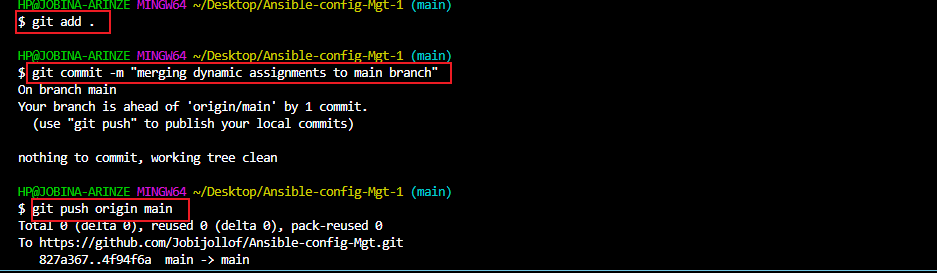 HP@JOBINA-ARINZE MINGW64 ~/Desktop/Ansible-config-Mgt-1 (main)
$ git add .
HP@JOBINA-ARINZE MINGW64 ~/Desktop/Ansible-config-Mgt-1 (main)
$ git commit -m "merging dynamic assignments to main branch"
On branch main
Your branch is ahead of 'origin/main' by 1 commit.
(use "git push" to publish your local commits)
nothing to commit, working tree clean
HP@JOBINA-ARINZE MINGW64 ~/Desktop/Ansible-config-Mgt-1 (main)
$ git push origin main
Total 0 (delta 0), reused 0 (delta 0), pack-reused 0
To https://github.com/Jobijollof/Ansible-config-Mgt.git
827a367..4f94f6a  main -> main